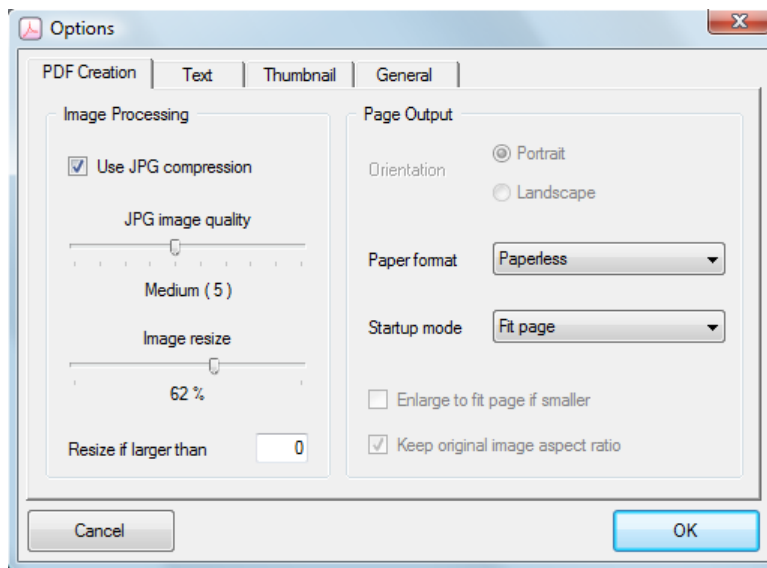 Options
PDF Creation
Text
Thumbnail
General
Image Processing
Use JPG compression
JPG image quality
Medium ( 5 )
Image resize
62 %
Resize if larger than
0
Page Output
Orientation
Portrait
Landscape
Paper format
Paperless
Startup mode
Fit page
Enlarge to fit page if smaller
Keep original image aspect ratio
Cancel
OK